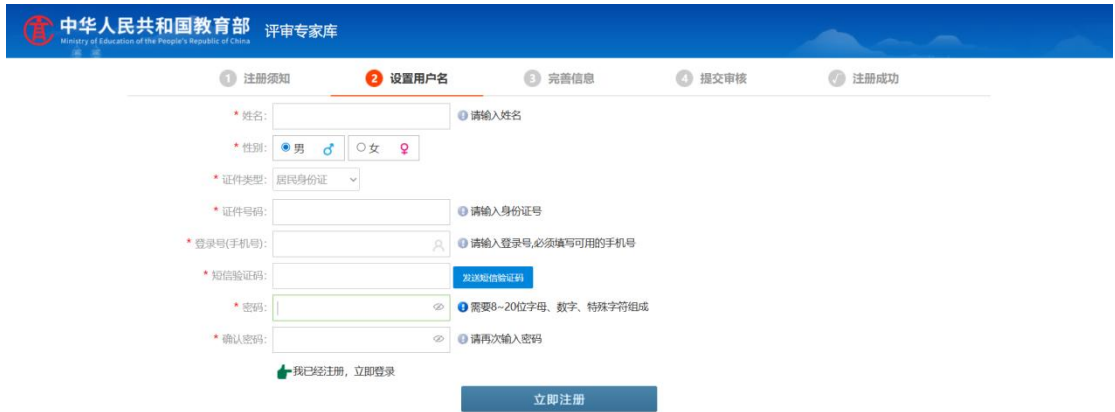 中华人民共和国教育部 评审专家库
Ministry of Education of the People's Republic of China
1 注册须知 2 设置用户名 3 完善信息 4 提交审核 注册成功
* 姓名: 请输入姓名
* 性别: 男 女
* 证件类型: 居民身份证
* 证件号码: 请输入身份证号
* 登录号(手机号): 请输入登录号,必须填写可用的手机号
* 短信验证码: 发送短信验证码
* 密码: 需要8~20位字母、数字、特殊字符组成
* 确认密码: 请再次输入密码
我已经注册，立即登录
立即注册